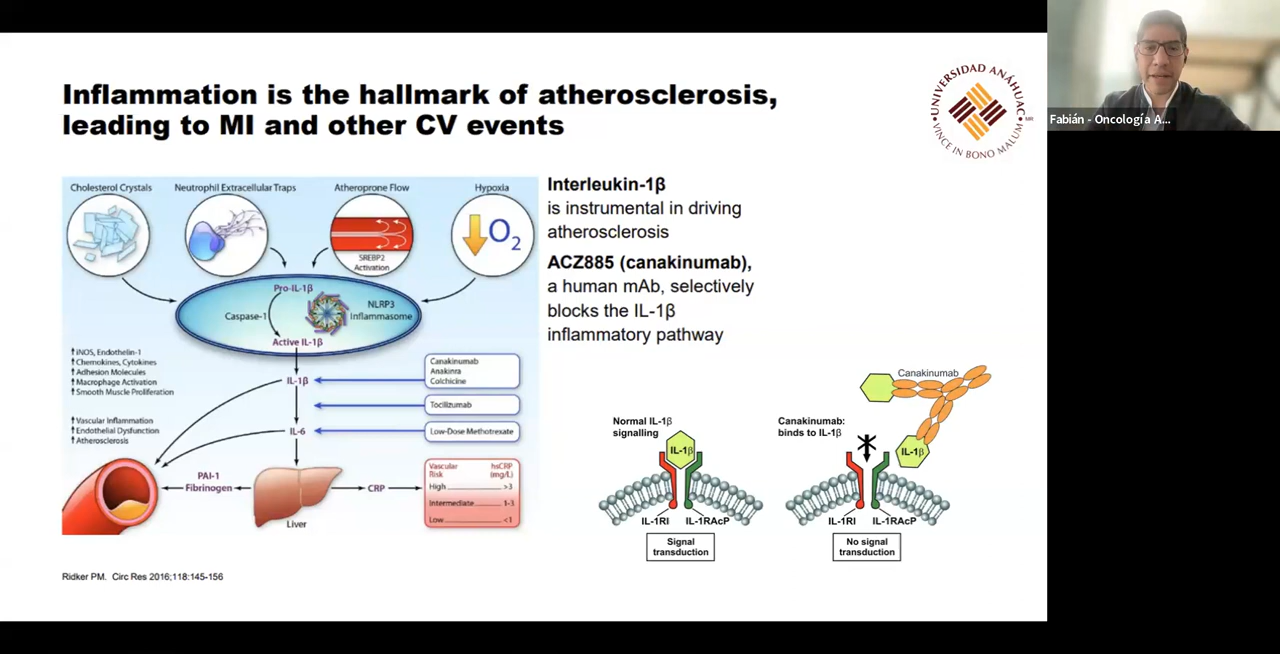 Inflammation is the hallmark of atherosclerosis,
leading to MI and other CV events
UNIVERSIDAD ANÁHUAC
VINCE IN BONO MALUM
MR
Fabián - Oncología A...
Cholesterol Crystals
Neutrophil Extracellular Traps
Atheroprone Flow
Hypoxia
SREBP2
Activation
O2
Pro-IL-1β
Caspase-1
NLRP3
Inflammasome
Active IL-1β
↑ iNOS, Endothelin-1
↑ Chemokines, Cytokines
↑ Adhesion Molecules
↑ Macrophage Activation
↑ Smooth Muscle Proliferation
IL-1β
Canakinumab
Anakinra
Colchicine
Tocilizumab
↑ Vascular Inflammation
↑ Endothelial Dysfunction
↑ Atherosclerosis
IL-6
Low-Dose Methotrexate
PAI-1
Fibrinogen
Liver
CRP
Vascular Risk hsCRP (mg/L)
High >3
Intermediate 1-3
Low <1
Interleukin-1β
is instrumental in driving
atherosclerosis
ACZ885 (canakinumab),
a human mAb, selectively
blocks the IL-1β
inflammatory pathway
Normal IL-1β
signalling
IL-1β
IL-1RI
IL-1RAcP
Signal
transduction
Canakinumab:
binds to IL-1β
Canakinumab
IL-1β
IL-1RI
IL-1RAcP
No signal
transduction
Ridker PM. Circ Res 2016;118:145-156